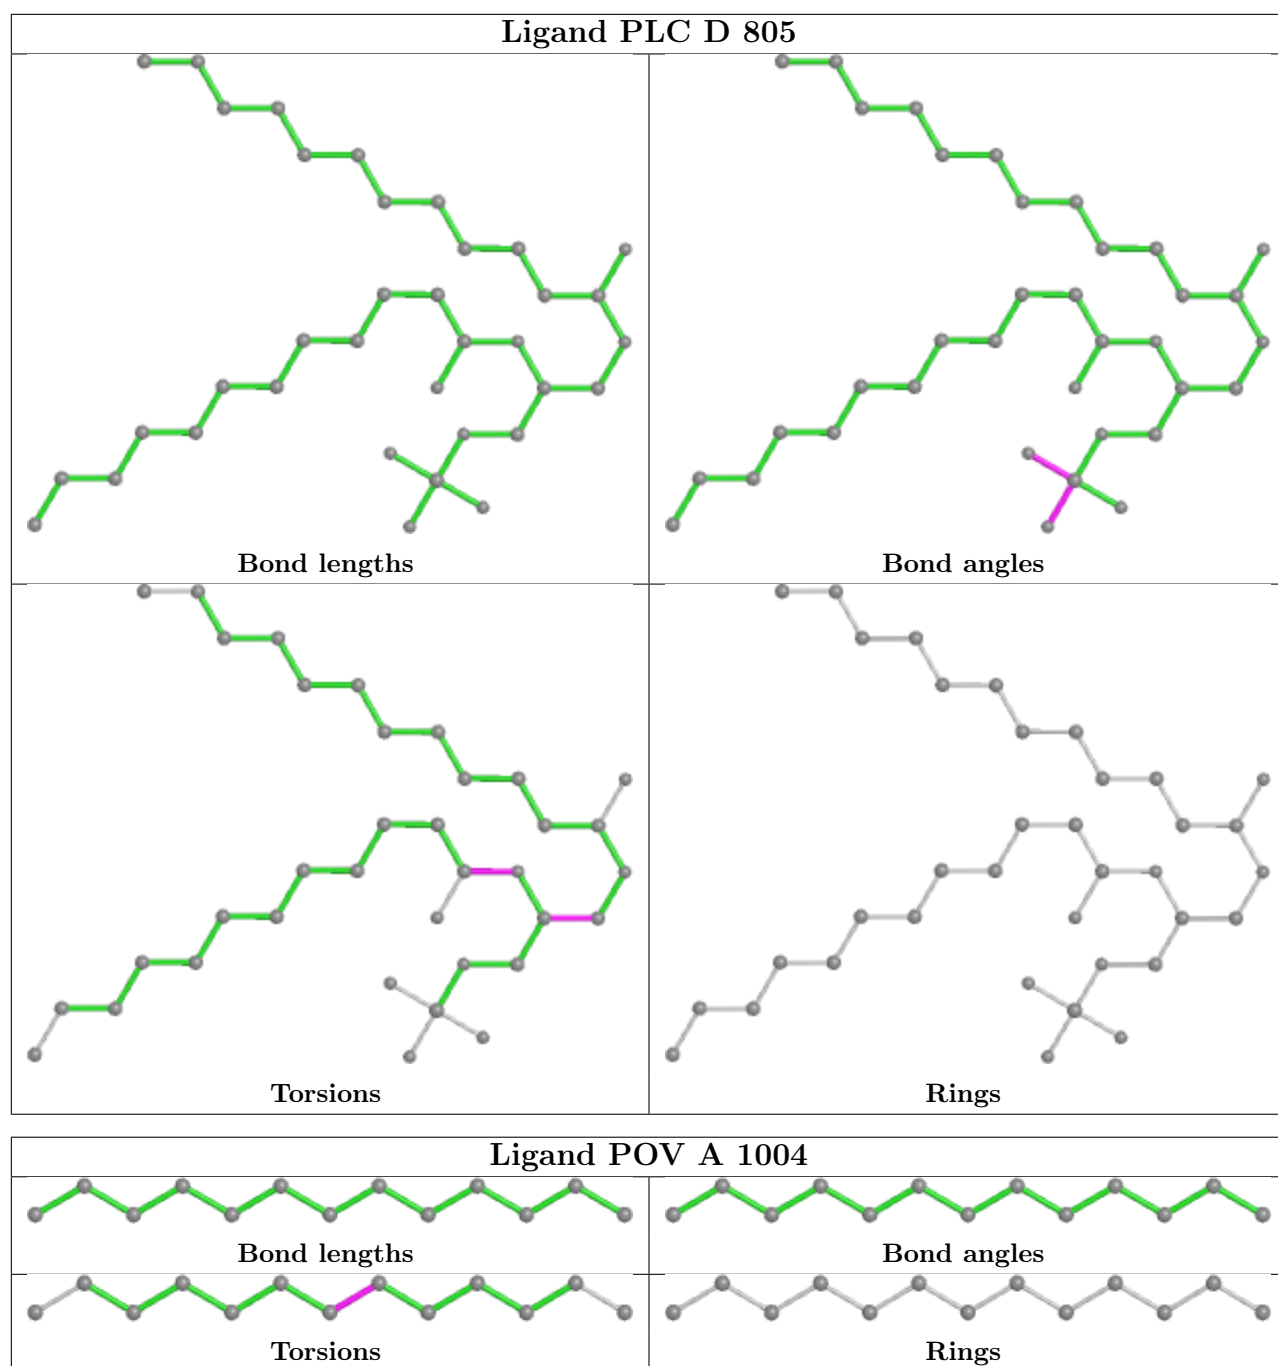 Ligand PLC D 805
Bond lengths
Bond angles
Torsions
Rings
Ligand POV A 1004
Bond lengths
Bond angles
Torsions
Rings